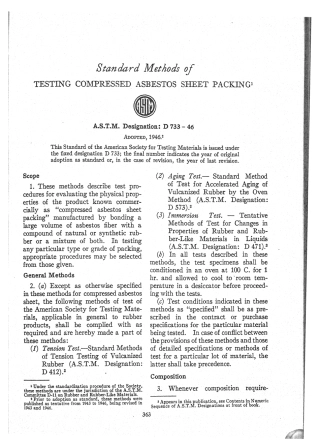 Standard Methods of
TESTING COMPRESSED ASBESTOS SHEET PACKING¹
A.S.T.M. Designation: D 733 – 46
ADOPTED, 1946.²
This Standard of the American Society for Testing Materials is issued under
the fixed designation D 733; the final number indicates the year of original
adoption as standard or, in the case of revision, the year of last revision.
Scope
1. These methods describe test pro-
cedures for evaluating the physical prop-
erties of the product known commer-
cially as "compressed asbestos sheet
packing" manufactured by bonding a
large volume of asbestos fiber with a
compound of natural or synthetic rub-
ber or a mixture of both. In testing
any particular type or grade of packing,
appropriate procedures may be selected
from those given.
General Methods
2. (a) Except as otherwise specified
in these methods for compressed asbestos
sheet, the following methods of test of
the American Society for Testing Mate-
rials, applicable in general to rubber
products, shall be complied with as
required and are hereby made a part of
these methods:
(1) Tension Test.—Standard Methods
of Tension Testing of Vulcanized
Rubber (A.S.T.M. Designation:
D 412).³
¹ Under the standardization procedure of the Society,
these methods are under the jurisdiction of the A.S.T.M.
Committee D-11 on Rubber and Rubber-Like Materials.
² Prior to adoption as standard, these methods were
published as tentative from 1943 to 1946, being revised in
1945 and 1946.
(2) Aging Test.— Standard Method
of Test for Accelerated Aging of
Vulcanized Rubber by the Oven
Method (A.S.T.M. Designation:
D 573).³
(3) Immersion Test. — Tentative
Methods of Test for Changes in
Properties of Rubber and Rub-
ber-Like Materials in Liquids
(A.S.T.M. Designation: D 471).³
(b) In all tests described in these
methods, the test specimens shall be
conditioned in an oven at 100 C. for 1
hr. and allowed to cool to room tem-
perature in a desiccator before proceed-
ing with the tests.
(c) Test conditions indicated in these
methods as "specified" shall be as pre-
scribed in the contract or purchase
specifications for the particular material
being tested. In case of conflict between
the provisions of these methods and those
of detailed specifications or methods of
test for a particular lot of material, the
latter shall take precedence.
Composition
3. Whenever composition require-
³ Appears in this publication, see Contents in Numeric
Sequence of A.S.T.M. Designations at front of book.
363